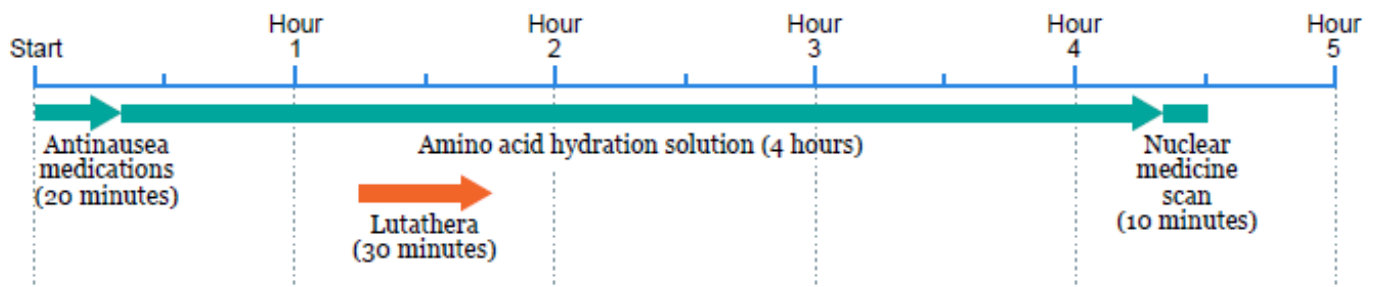 Start
Hour
1
Hour
2
Hour
3
Hour
4
Hour
5
Antinausea
medications
(20 minutes)
Amino acid hydration solution (4 hours)
Nuclear
medicine
scan
(10 minutes)
Lutathera
(30 minutes)